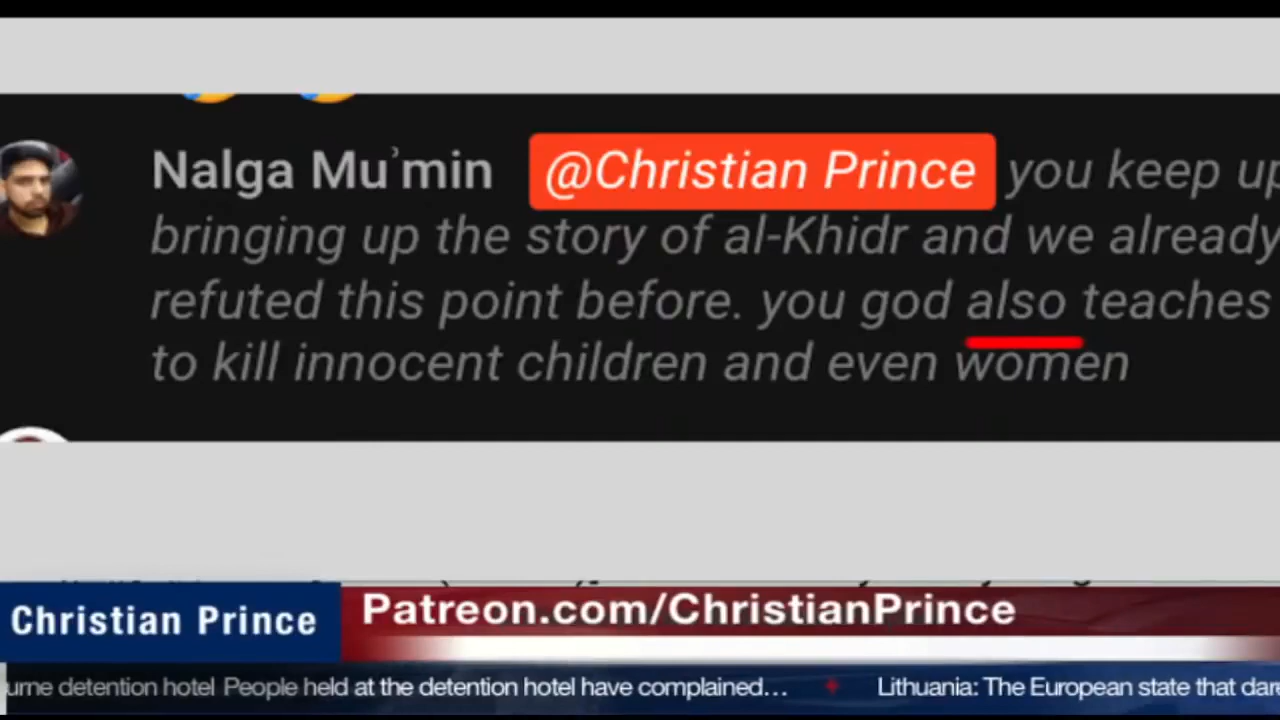 Nalga Muʾmin @Christian Prince you keep up
bringing up the story of al-Khidr and we already
refuted this point before. you god also teaches
to kill innocent children and even women
Christian Prince
Patreon.com/ChristianPrince
urne detention hotel People held at the detention hotel have complained... Lithuania: The European state that dare